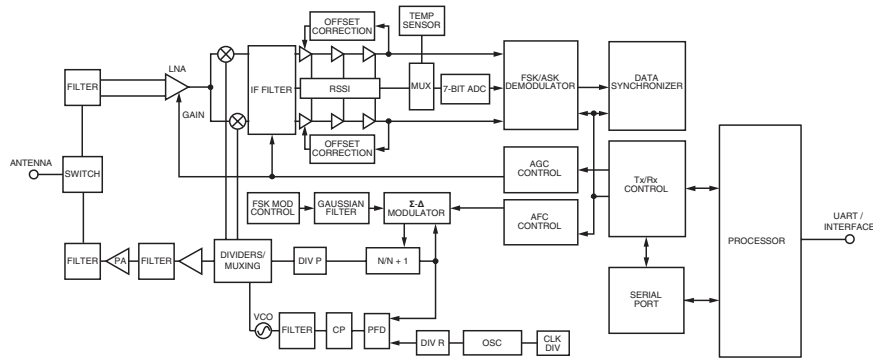 OFFSET
CORRECTION
TEMP
SENSOR
LNA
FILTER
IF FILTER
RSSI
MUX
7-BIT ADC
FSK/ASK
DEMODULATOR
DATA
SYNCHRONIZER
GAIN
OFFSET
CORRECTION
ANTENNA
SWITCH
AGC
CONTROL
Tx/Rx
CONTROL
FSK MOD
CONTROL
GAUSSIAN
FILTER
Σ-Δ
MODULATOR
AFC
CONTROL
PROCESSOR
UART /
INTERFACE
FILTER
PA
FILTER
DIVIDERS/
MUXING
DIV P
N/N + 1
SERIAL
PORT
VCO
FILTER
CP
PFD
DIV R
OSC
CLK
DIV